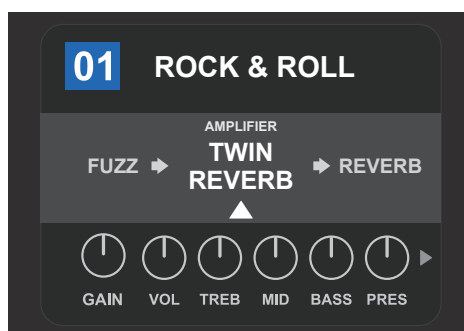 01 ROCK & ROLL
AMPLIFIER
FUZZ TWIN REVERB REVERB
GAIN VOL TREB MID BASS PRES